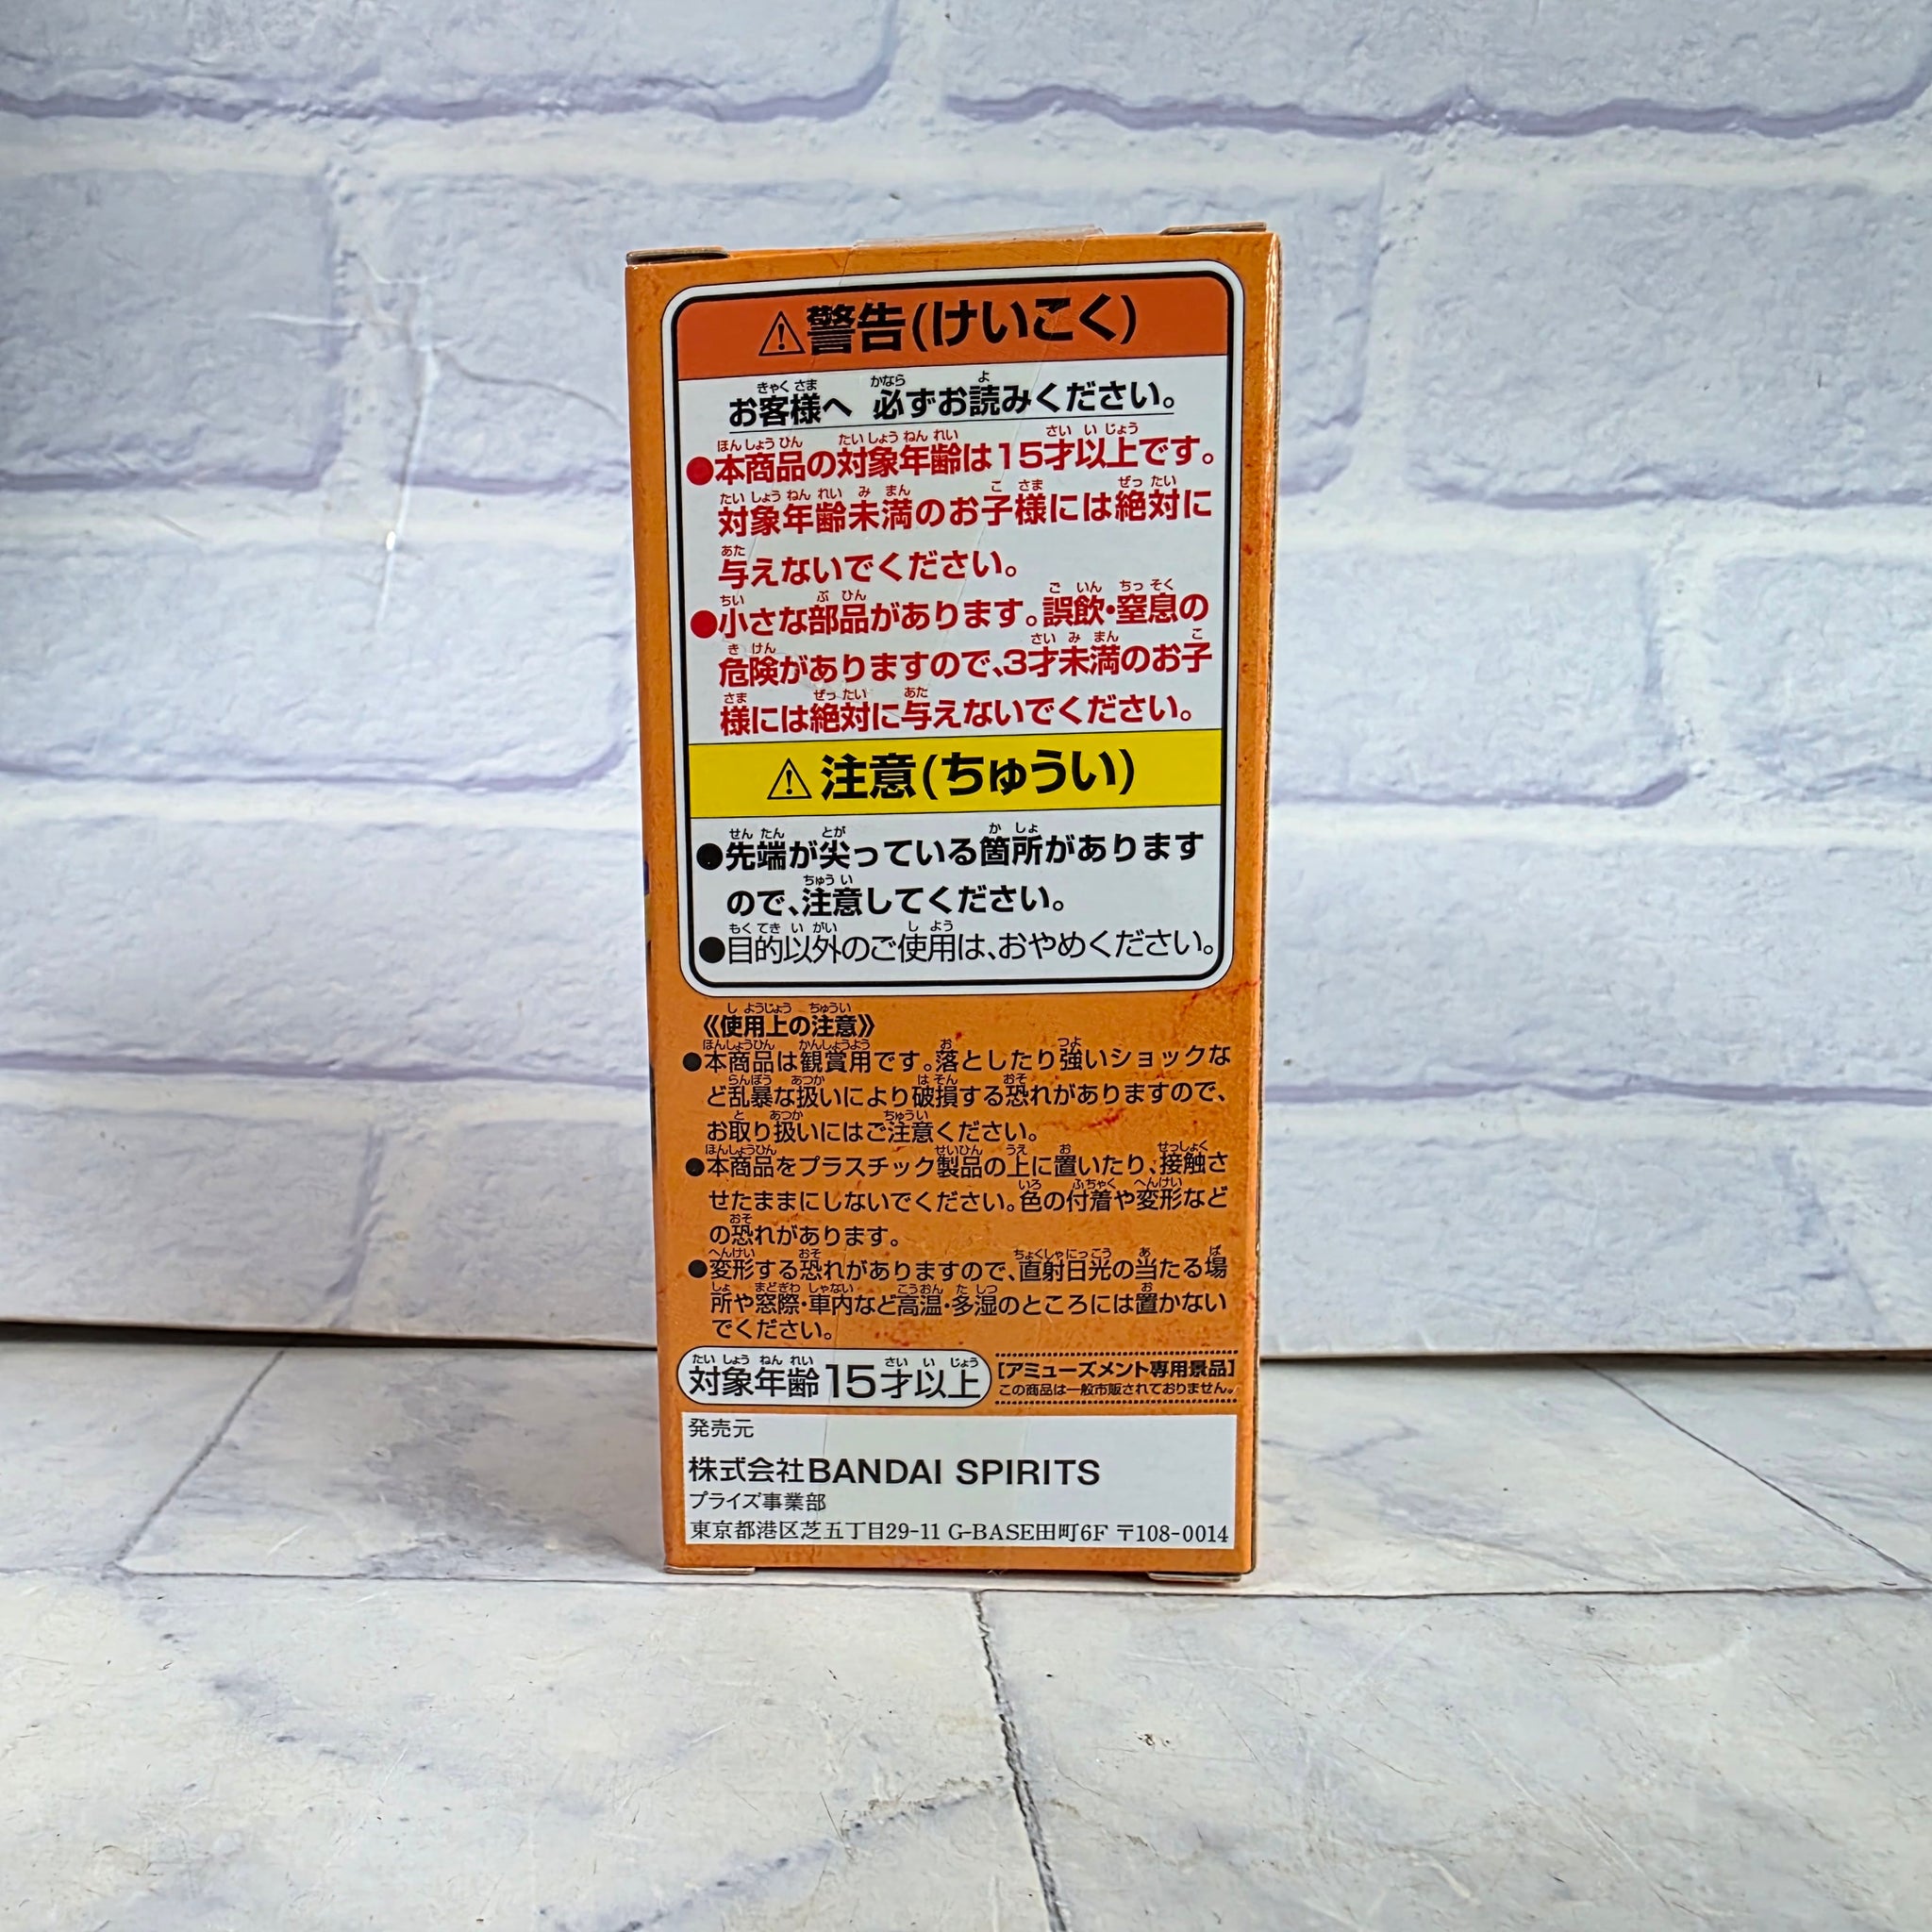 ⚠警告(けいこく)
お客様へ 必ずお読みください。
●本商品の対象年齢は15才以上です。
対象年齢未満のお子様には絶対に
与えないでください。
●小さな部品があります。誤飲・窒息の
危険がありますので、3才未満のお子
様には絶対に与えないでください。
⚠注意(ちゅうい)
●先端が尖っている箇所があります
ので、注意してください。
●目的以外のご使用は、おやめください。
《使用上の注意》
●本商品は観賞用です。落としたり強いショックな
ど乱暴な扱いにより破損する恐れがありますので、
お取り扱いにはご注意ください。
●本商品をプラスチック製品の上に置いたり、接触さ
せたままにしないでください。色の付着や変形など
の恐れがあります。
●変形する恐れがありますので、直射日光の当たる場
所や窓際・車内など高温・多湿のところには置かない
でください。
対象年齢15才以上
[アミューズメント専用景品]
この商品は一般市販されておりません。
発売元
株式会社BANDAI SPIRITS
プライズ事業部
東京都港区芝五丁目29-11 G-BASE田町6F 〒108-0014